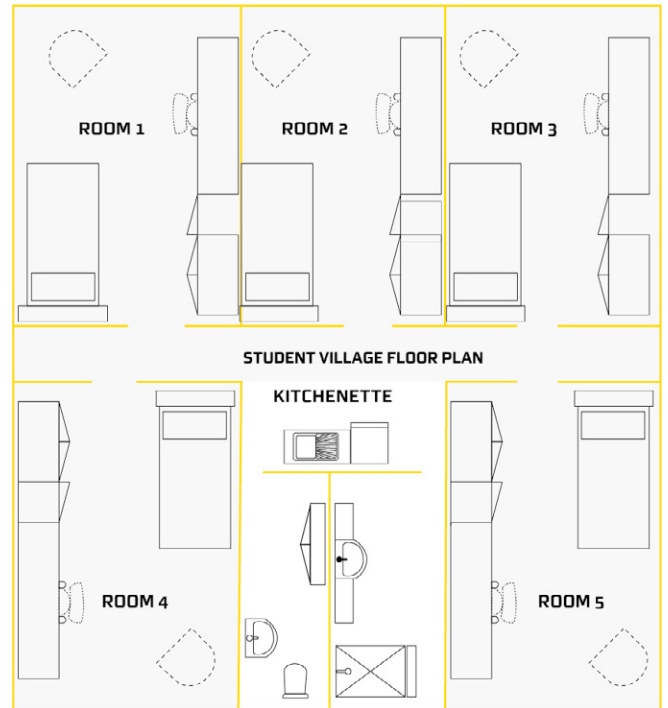 ROOM 1
ROOM 2
ROOM 3
STUDENT VILLAGE FLOOR PLAN
KITCHENETTE
ROOM 4
ROOM 5